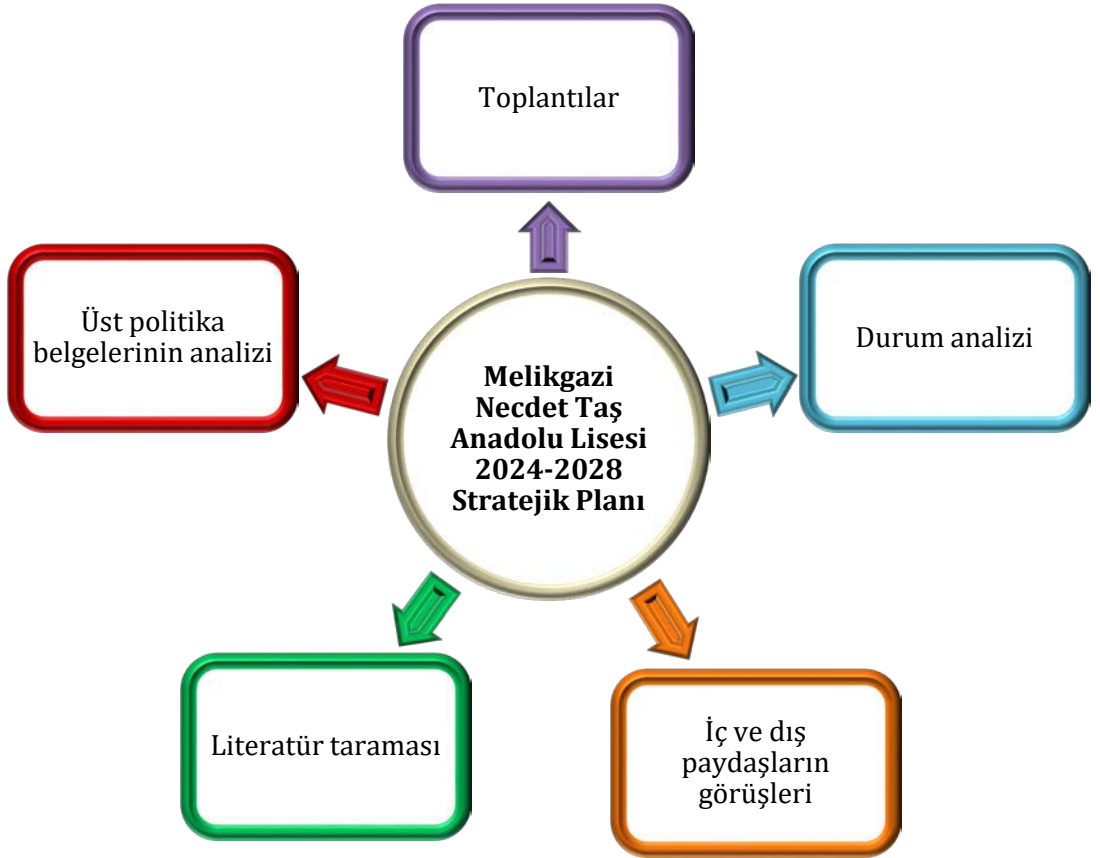 Toplantılar
Üst politika
belgelerinin analizi
Durum analizi
Melikgazi
Necdet Taş
Anadolu Lisesi
2024-2028
Stratejik Planı
Literatür taraması
İç ve dış
paydaşların
görüşleri